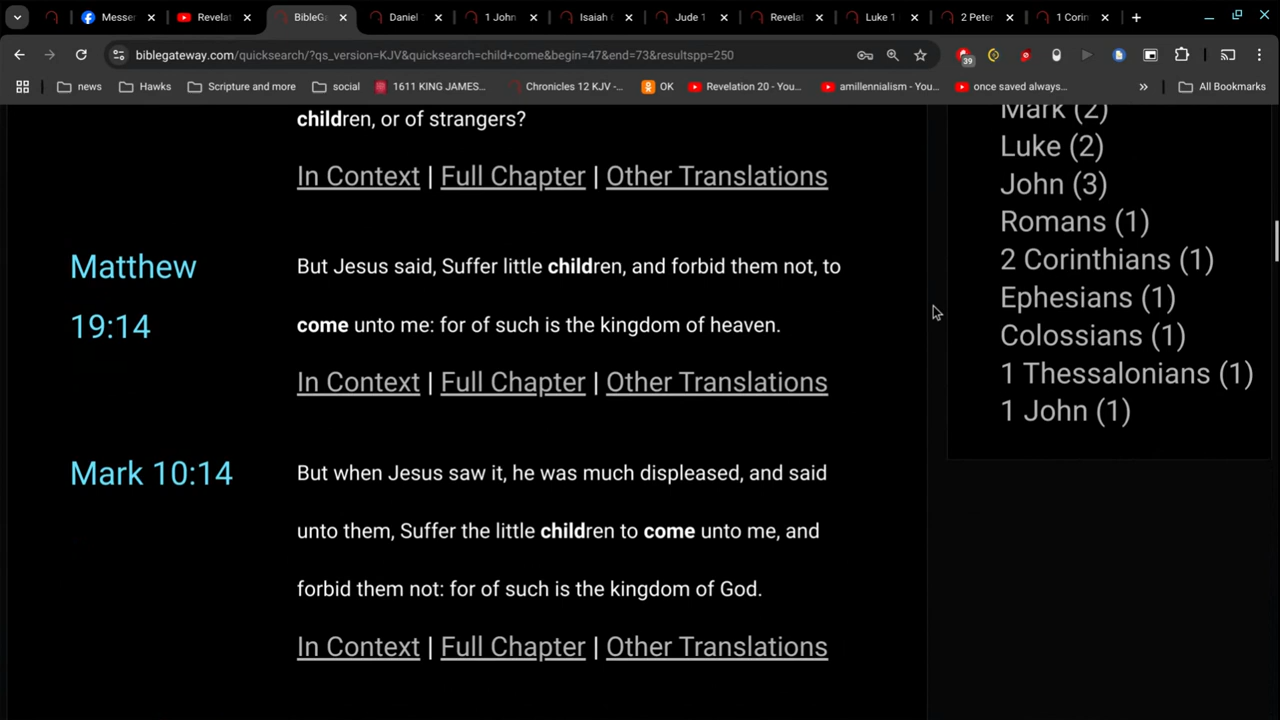 Messer
Revelat
BibleGa
Daniel
1 John
Isaiah 6
Jude 1
Revelat
Luke 1
2 Peter
1 Corin
biblegateway.com/quicksearch/?qs_version=KJV&quicksearch=child+come&begin=47&end=73&resultspp=250
39
news
Hawks
Scripture and more
social
1611 KING JAMES...
Chronicles 12 KJV -...
OK
Revelation 20 - You...
amillennialism - You...
once saved always...
All Bookmarks
children, or of strangers?
In Context | Full Chapter | Other Translations
Matthew
19:14
But Jesus said, Suffer little children, and forbid them not, to
come unto me: for of such is the kingdom of heaven.
In Context | Full Chapter | Other Translations
Mark 10:14
But when Jesus saw it, he was much displeased, and said
unto them, Suffer the little children to come unto me, and
forbid them not: for of such is the kingdom of God.
In Context | Full Chapter | Other Translations
Mark (2)
Luke (2)
John (3)
Romans (1)
2 Corinthians (1)
Ephesians (1)
Colossians (1)
1 Thessalonians (1)
1 John (1)